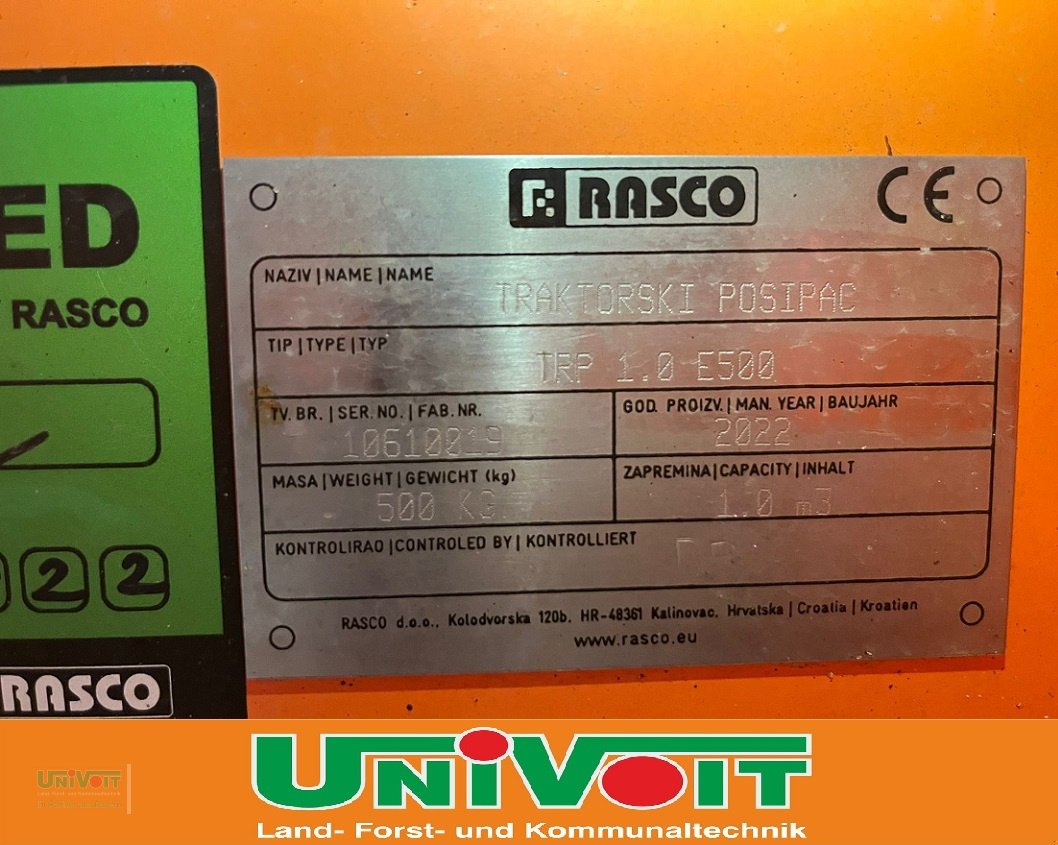 ED
RASCO
22
RASCO
RASCO CE
NAZIV | NAME | NAME
TRAKTORSKI POSIPAC
TIP | TYPE | TYP
TRP 1.0 E500
TV. BR. | SER. NO. | FAB. NR.
10610019
GOD. PROIZV. | MAN. YEAR | BAUJAHR
2022
MASA | WEIGHT | GEWICHT (kg)
500 KG
ZAPREMINA | CAPACITY | INHALT
1.0 m3
KONTROLIRAO | CONTROLED BY | KONTROLLIERT
RASCO d.o.o., Kolodvorska 120b, HR-48361 Kalinovac, Hrvatska | Croatia | Kroatien
www.rasco.eu
UNiVOIT
UNiVOIT
Land- Forst- und Kommunaltechnik